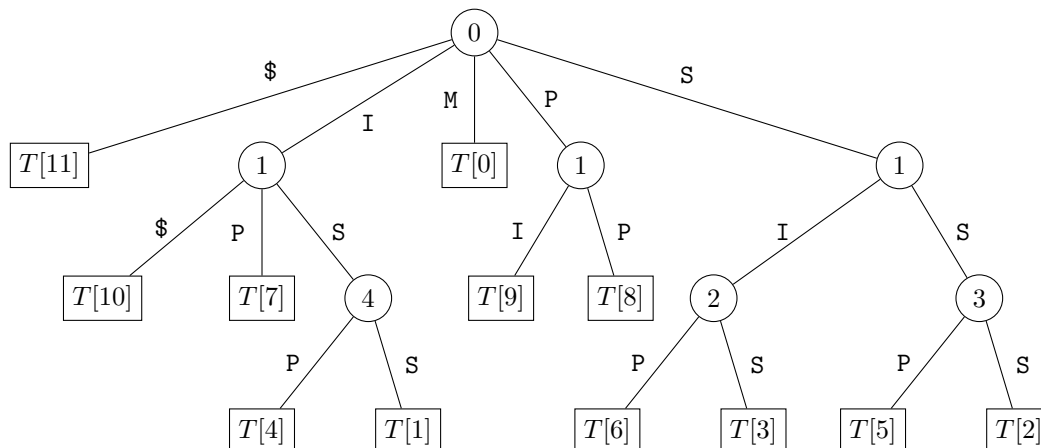 0
$ I M P S
T[11] 1 T[0] 1 1
$ P S I P I S
T[10] T[7] 4 T[9] T[8] 2 3
P S P S P S
T[4] T[1] T[6] T[3] T[5] T[2]